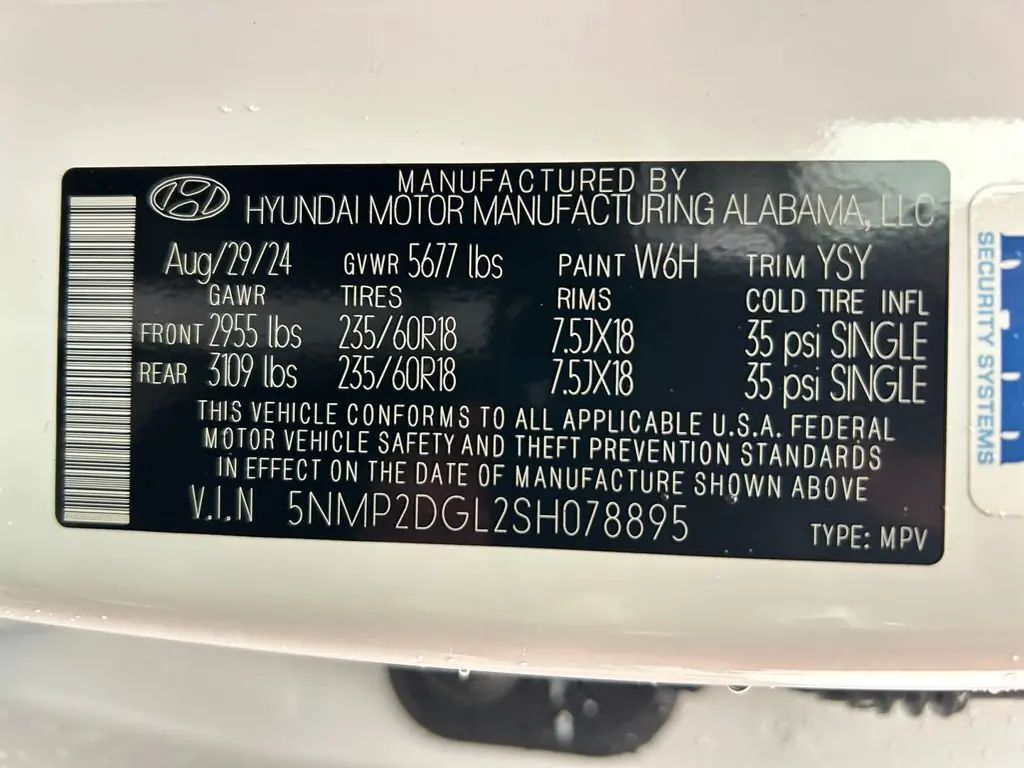 MANUFACTURED BY
HYUNDAI MOTOR MANUFACTURING ALABAMA, LLC
Aug/29/24 GVWR 5677 lbs PAINT W6H TRIM YSY
GAWR TIRES RIMS COLD TIRE INFL
FRONT 2955 lbs 235/60R18 7.5JX18 35 psi SINGLE
REAR 3109 lbs 235/60R18 7.5JX18 35 psi SINGLE
THIS VEHICLE CONFORMS TO ALL APPLICABLE U.S.A. FEDERAL
MOTOR VEHICLE SAFETY AND THEFT PREVENTION STANDARDS
IN EFFECT ON THE DATE OF MANUFACTURE SHOWN ABOVE
V.I.N 5NMP2DGL2SH078895
TYPE: MPV
SECURITY SYSTEMS